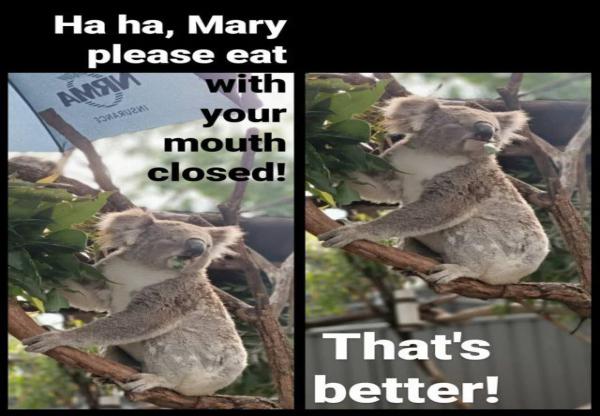 Ha ha, Mary
please eat
with
your
mouth
closed!
NRMA
INSURANCE
That's
better!